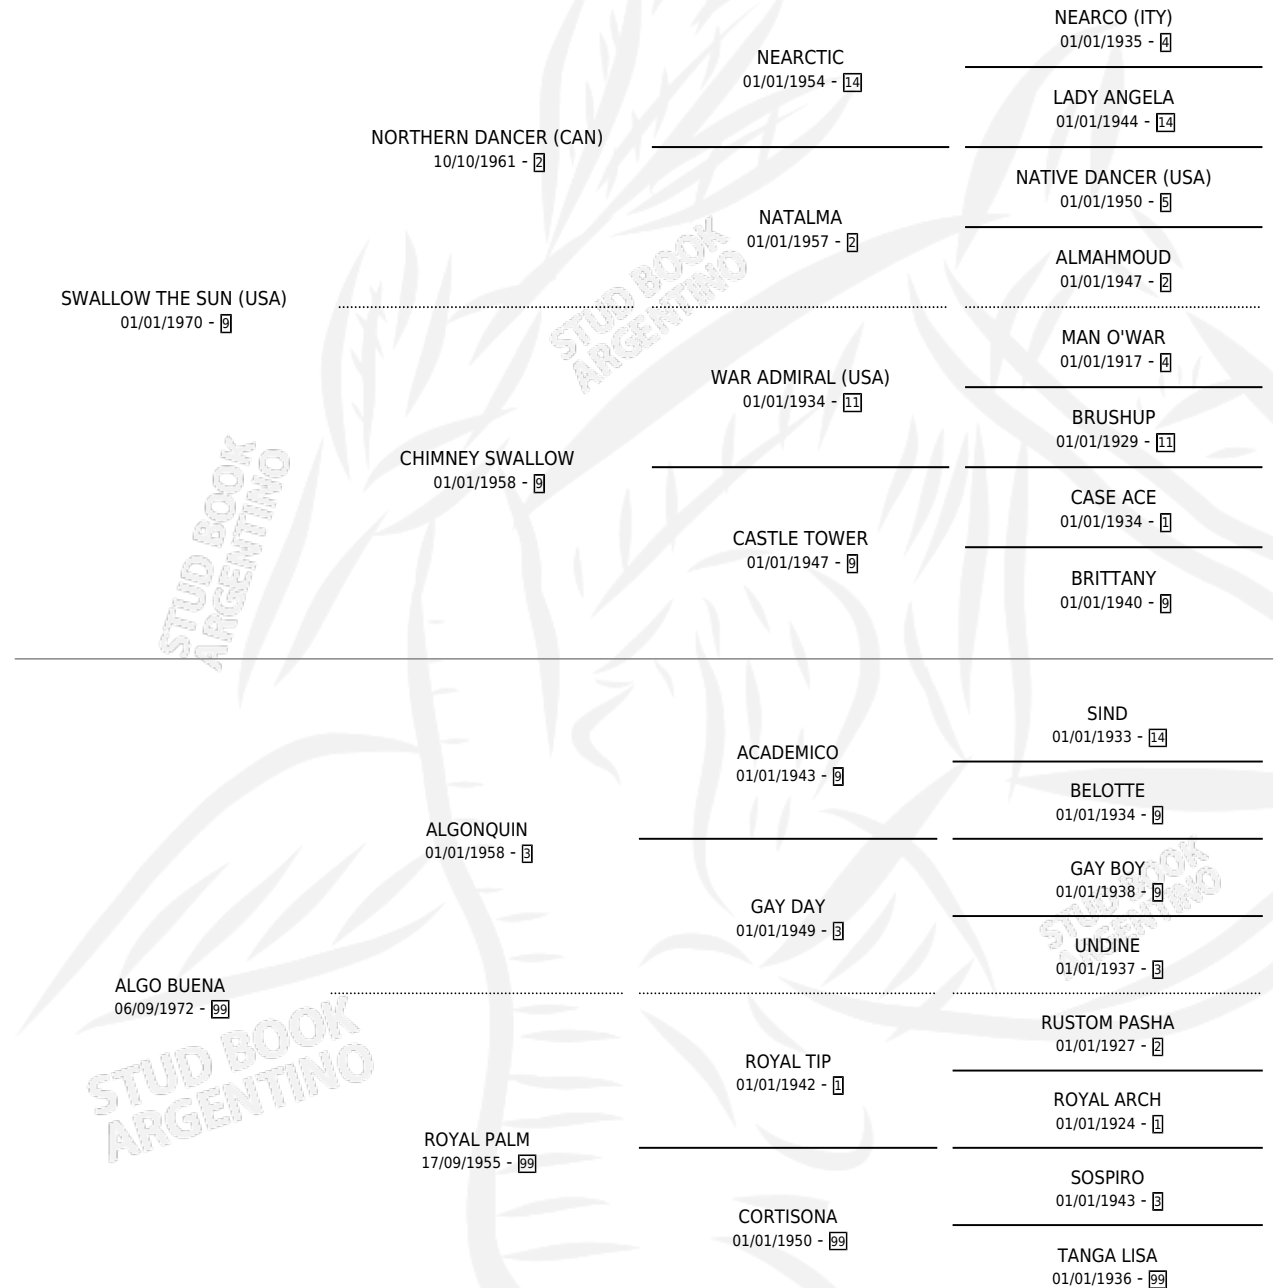 NEARCO (ITY)
01/01/1935 - 4
NEARCTIC
01/01/1954 - 14
LADY ANGELA
01/01/1944 - 14
NORTHERN DANCER (CAN)
10/10/1961 - 2
NATIVE DANCER (USA)
01/01/1950 - 5
NATALMA
01/01/1957 - 2
ALMAHMOUD
01/01/1947 - 2
SWALLOW THE SUN (USA)
01/01/1970 - 9
MAN O'WAR
01/01/1917 - 4
WAR ADMIRAL (USA)
01/01/1934 - 11
BRUSHUP
01/01/1929 - 11
CHIMNEY SWALLOW
01/01/1958 - 9
CASE ACE
01/01/1934 - 1
CASTLE TOWER
01/01/1947 - 9
BRITTANY
01/01/1940 - 9
SIND
01/01/1933 - 14
ACADEMICO
01/01/1943 - 9
BELOTTE
01/01/1934 - 9
ALGONQUIN
01/01/1958 - 3
GAY BOY
01/01/1938 - 9
GAY DAY
01/01/1949 - 3
UNDINE
01/01/1937 - 3
ALGO BUENA
06/09/1972 - 99
RUSTOM PASHA
01/01/1927 - 2
ROYAL TIP
01/01/1942 - 1
ROYAL ARCH
01/01/1924 - 1
ROYAL PALM
17/09/1955 - 99
SOSPIRO
01/01/1943 - 3
CORTISONA
01/01/1950 - 99
TANGA LISA
01/01/1936 - 99
STUD BOOK
ARGENTINO
STUD BOOK
ARGENTINO
STUD BOOK
ARGENTINO
STUD BOOK
ARGENTINO